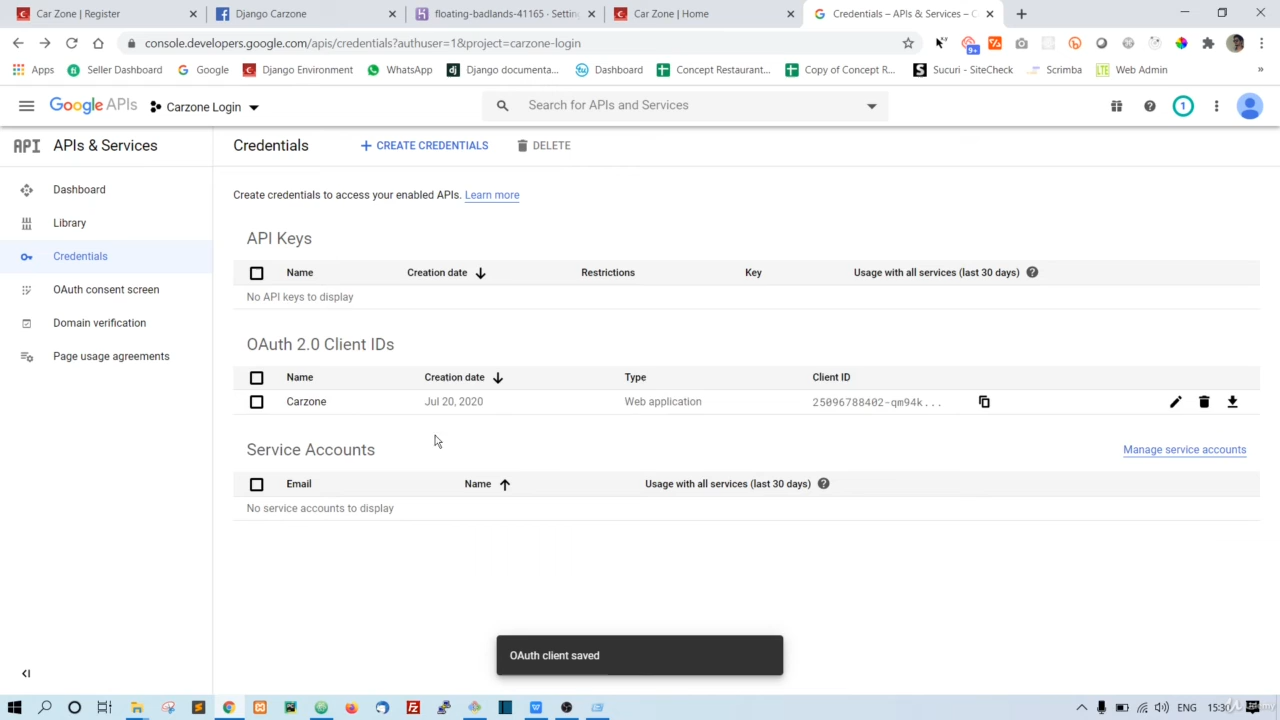 Car Zone | Register
Django Carzone
floating-badlands-41165 - Settin
Car Zone | Home
Credentials – APIs & Services – C
console.developers.google.com/apis/credentials?authuser=1&project=carzone-login
9+
Apps
Seller Dashboard
Google
Django Environment
WhatsApp
Django documenta...
Dashboard
Concept Restaurant...
Copy of Concept R...
Sucuri - SiteCheck
Scrimba
Web Admin
»
Google APIs
Carzone Login
Search for APIs and Services
1
API APIs & Services
Credentials
CREATE CREDENTIALS
DELETE
Dashboard
Library
Credentials
OAuth consent screen
Domain verification
Page usage agreements
Create credentials to access your enabled APIs. Learn more
API Keys
Name Creation date Restrictions Key Usage with all services (last 30 days)
No API keys to display
OAuth 2.0 Client IDs
Name Creation date Type Client ID
Carzone Jul 20, 2020 Web application 25096788402-qm94k...
Service Accounts
Manage service accounts
Email Name Usage with all services (last 30 days)
No service accounts to display
OAuth client saved
ENG
15:30
Udemy